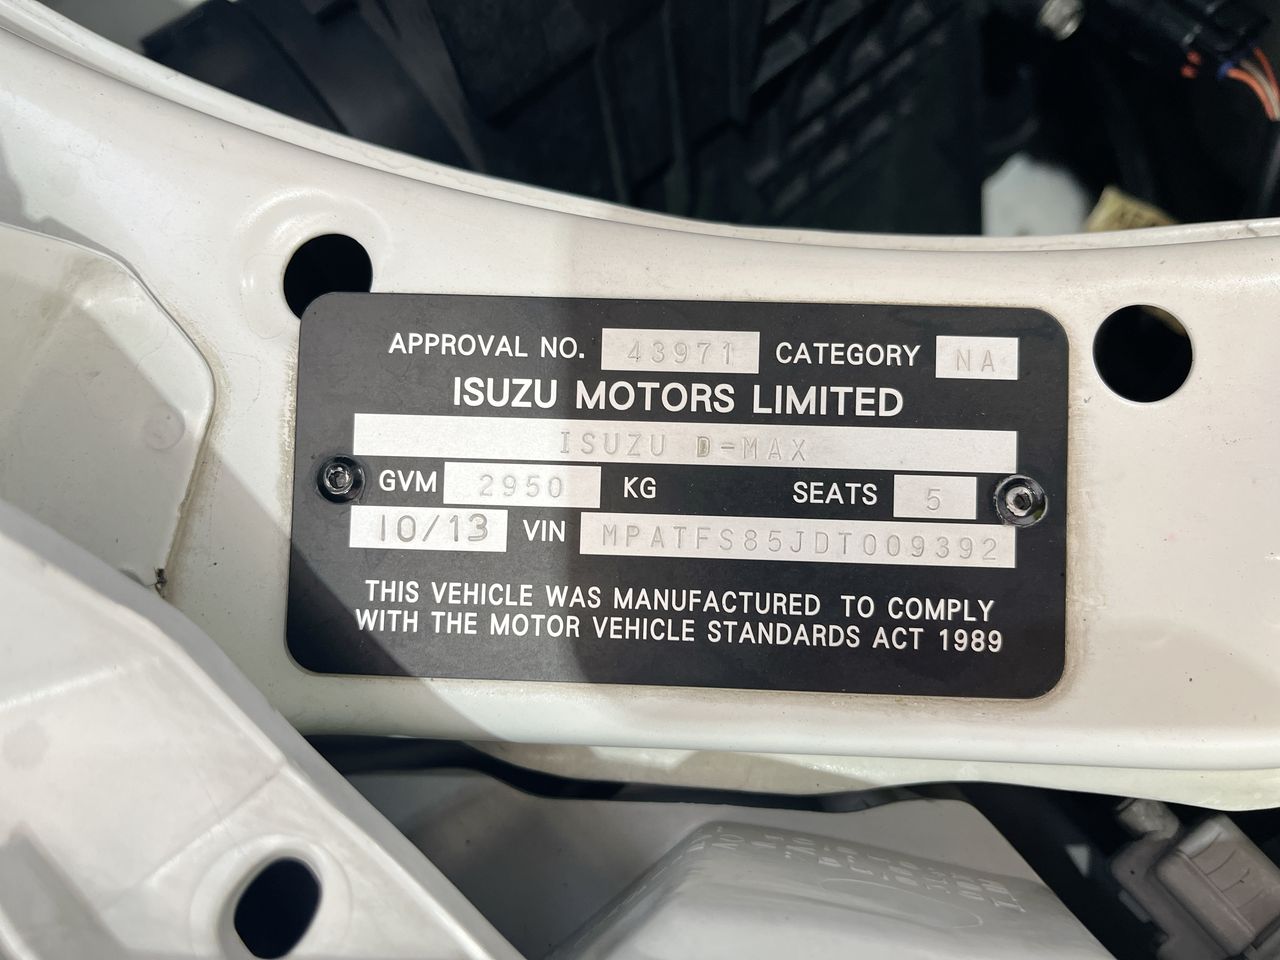 APPROVAL NO. 43971 CATEGORY NA
ISUZU MOTORS LIMITED
ISUZU D-MAX
GVM 2950 KG SEATS 5
10/13 VIN MPATFS85JDT009392
THIS VEHICLE WAS MANUFACTURED TO COMPLY
WITH THE MOTOR VEHICLE STANDARDS ACT 1989